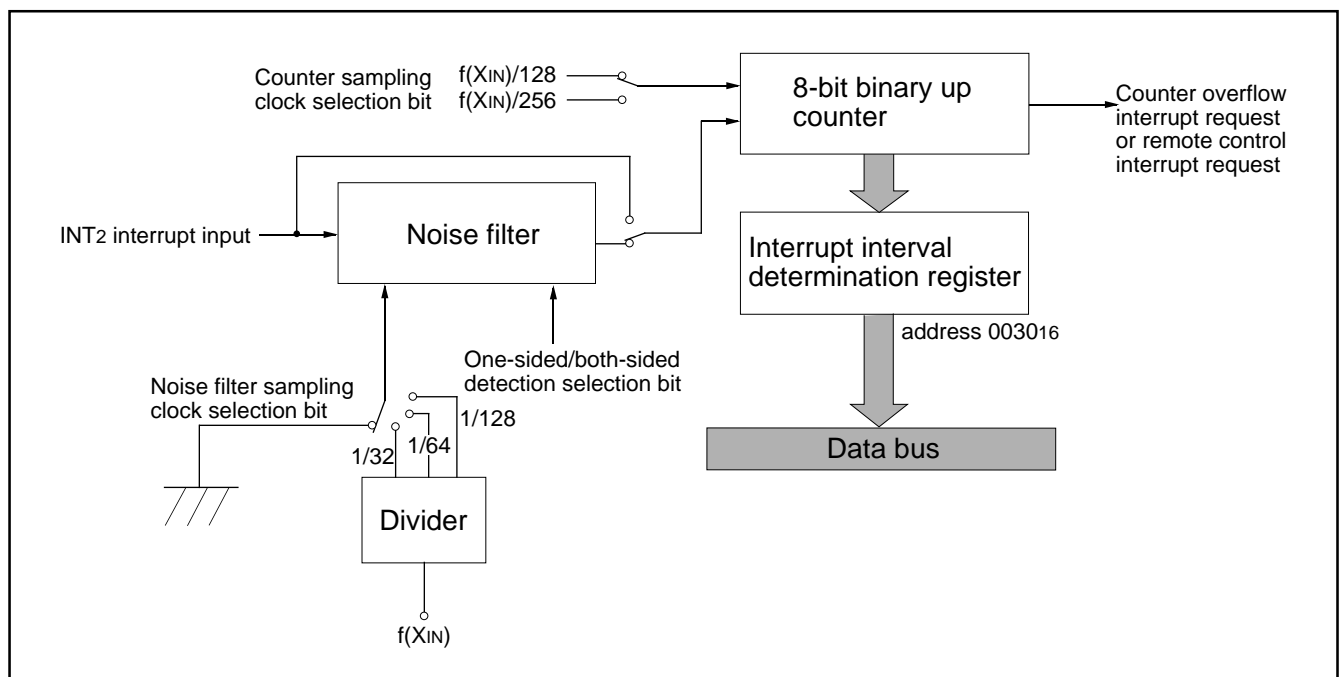 Counter sampling
clock selection bit
f(XIN)/128
f(XIN)/256
8-bit binary up
counter
Counter overflow
interrupt request
or remote control
interrupt request
INT2 interrupt input
Noise filter
Interrupt interval
determination register
address 003016
One-sided/both-sided
detection selection bit
Noise filter sampling
clock selection bit
1/32
1/64
1/128
Data bus
Divider
f(XIN)